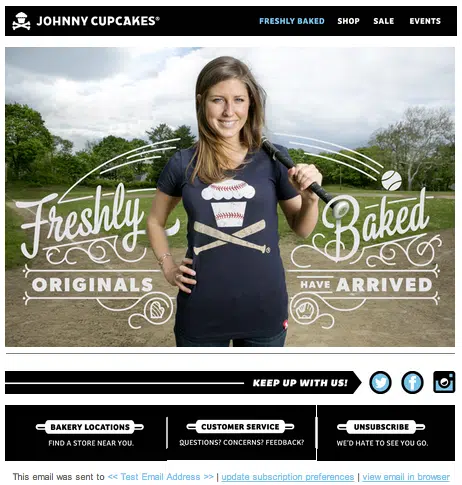 JOHNNY CUPCAKES®
FRESHLY BAKED SHOP SALE EVENTS
Freshly Baked
ORIGINALS HAVE ARRIVED
®
KEEP UP WITH US!
BAKERY LOCATIONS
FIND A STORE NEAR YOU.
CUSTOMER SERVICE
QUESTIONS? CONCERNS? FEEDBACK?
UNSUBSCRIBE
WE'D HATE TO SEE YOU GO.
This email was sent to << Test Email Address >> | update subscription preferences | view email in browser